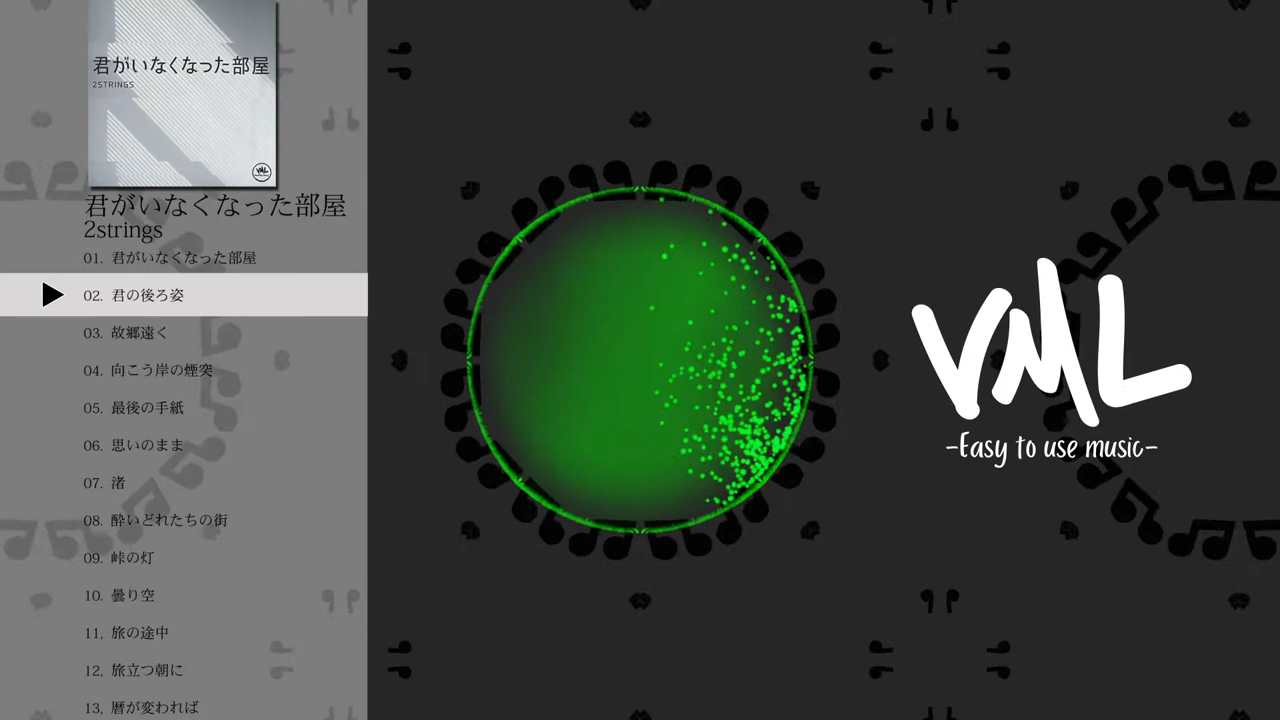 君がいなくなった部屋
2STRINGS
VML
君がいなくなった部屋
2strings
01. 君がいなくなった部屋
02. 君の後ろ姿
03. 故郷遠く
04. 向こう岸の煙突
05. 最後の手紙
06. 思いのまま
07. 渚
08. 酔いどれたちの街
09. 峠の灯
10. 曇り空
11, 旅の途中
12, 旅立つ朝に
13, 暦が変われば
VML
-Easy to use music-